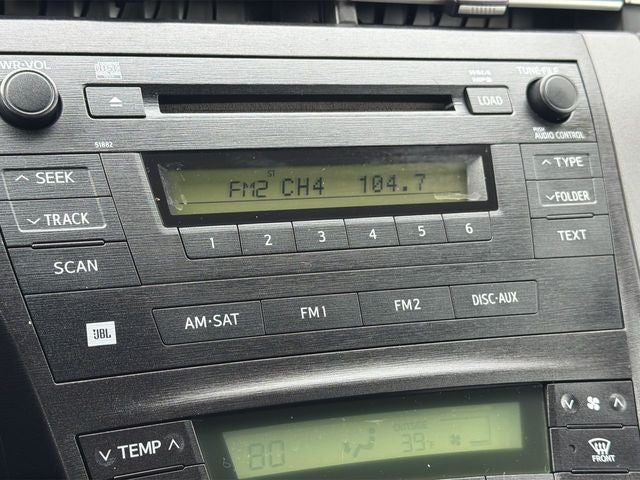 PWR·VOL
WMA
MP3
TUNE·FILE
LOAD
PUSH
AUDIO CONTROL
51882
SEEK
ST
FM2 CH4 104.7
TYPE
FOLDER
TRACK
1 2 3 4 5 6
TEXT
SCAN
JBL
AM·SAT FM1 FM2 DISC·AUX
TEMP
80
OUTSIDE
39°F
FRONT